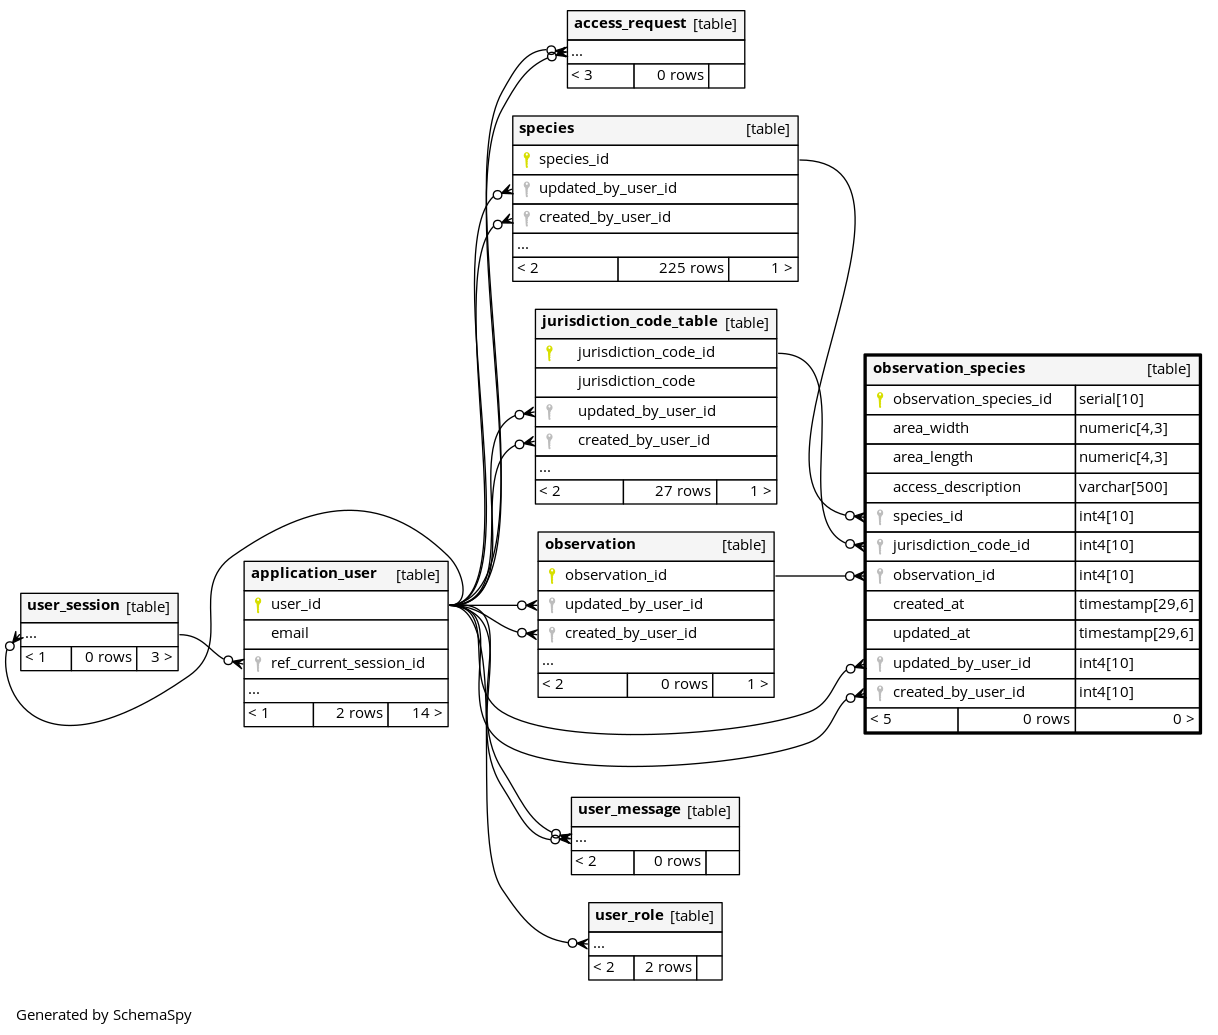 access_request [table]
...
< 3 0 rows
species [table]
species_id
updated_by_user_id
created_by_user_id
...
< 2 225 rows 1 >
jurisdiction_code_table [table]
jurisdiction_code_id
jurisdiction_code
updated_by_user_id
created_by_user_id
...
< 2 27 rows 1 >
observation_species [table]
observation_species_id serial[10]
area_width numeric[4,3]
area_length numeric[4,3]
access_description varchar[500]
species_id int4[10]
jurisdiction_code_id int4[10]
observation_id int4[10]
created_at timestamp[29,6]
updated_at timestamp[29,6]
updated_by_user_id int4[10]
created_by_user_id int4[10]
< 5 0 rows 0 >
observation [table]
observation_id
updated_by_user_id
created_by_user_id
...
< 2 0 rows 1 >
application_user [table]
user_id
email
ref_current_session_id
...
< 1 2 rows 14 >
user_session [table]
...
< 1 0 rows 3 >
user_message [table]
...
< 2 0 rows
user_role [table]
...
< 2 2 rows
Generated by SchemaSpy